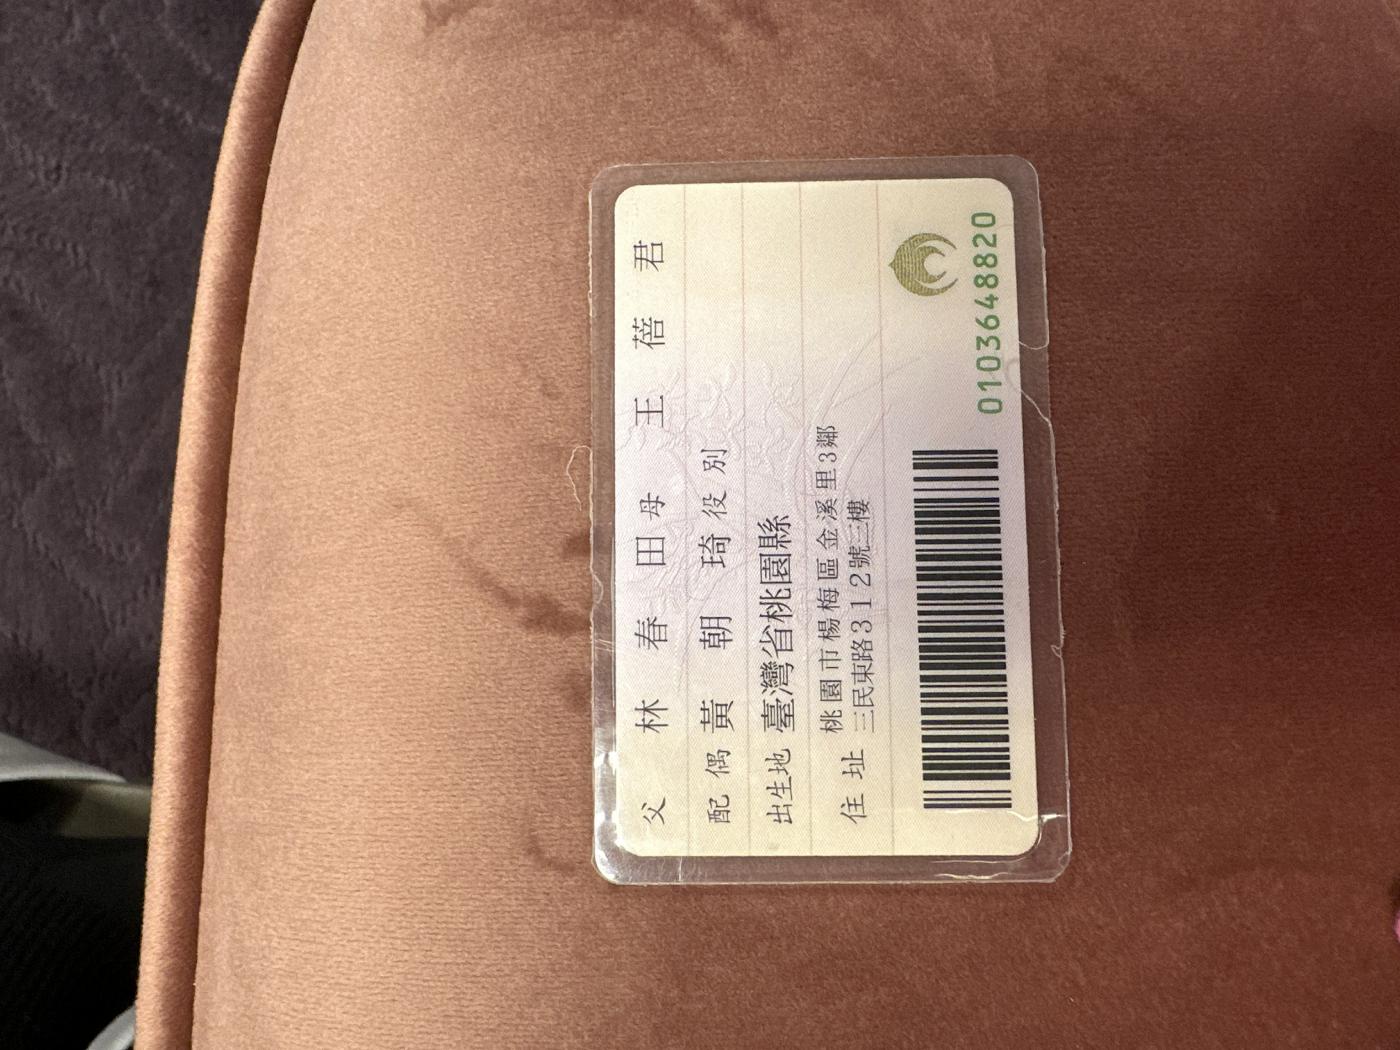 父 林春田 母 王蓓君
配偶 黃朝琦 役別
出生地 臺灣省桃園縣
住址 桃園市楊梅區金溪里3鄰
三民東路312號三樓
0103648820